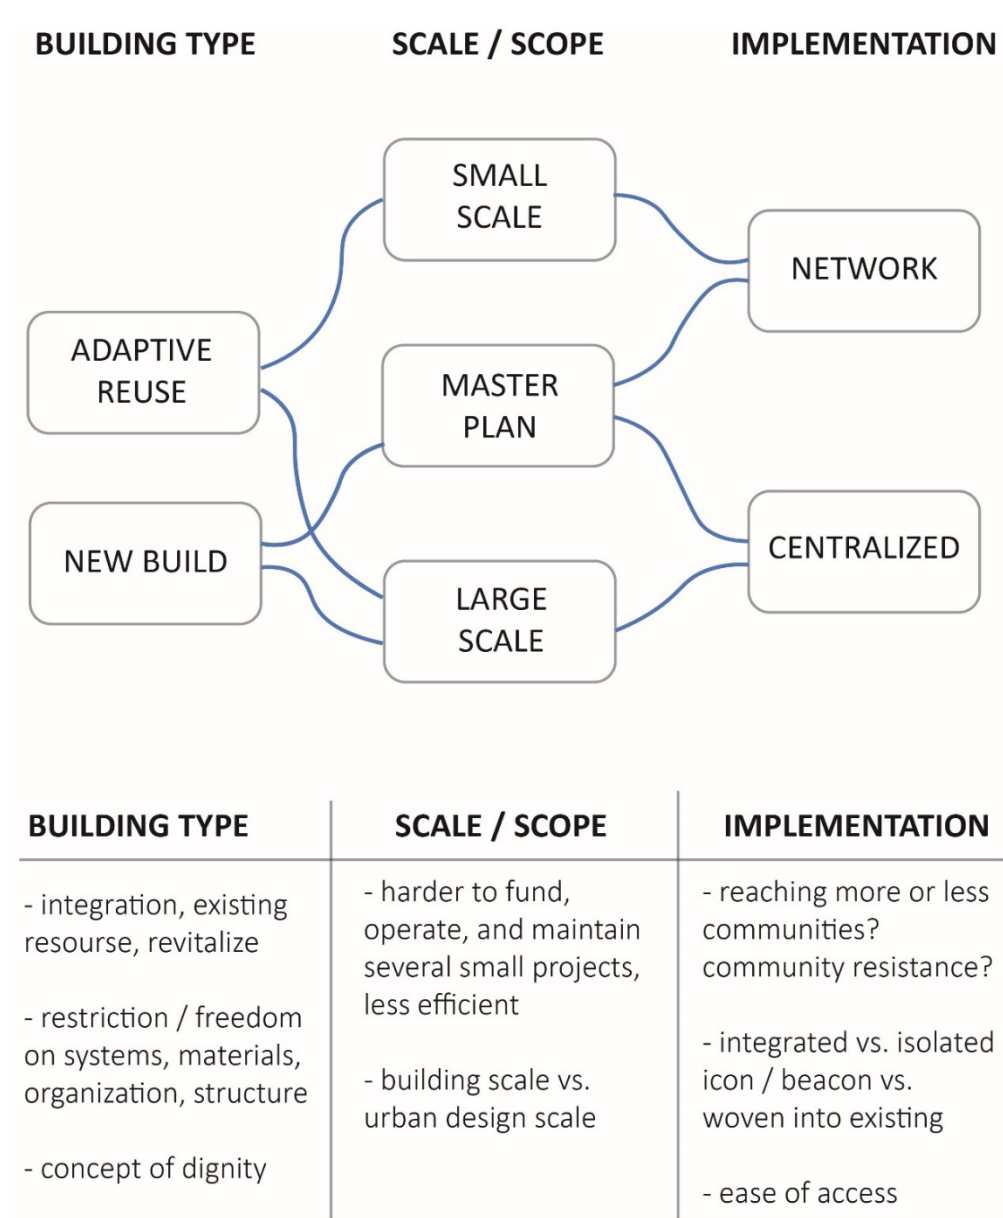 BUILDING TYPE
SCALE / SCOPE
IMPLEMENTATION
SMALL
SCALE
NETWORK
ADAPTIVE
REUSE
MASTER
PLAN
NEW BUILD
CENTRALIZED
LARGE
SCALE
BUILDING TYPE
- integration, existing
resourse, revitalize
- restriction / freedom
on systems, materials,
organization, structure
- concept of dignity
SCALE / SCOPE
- harder to fund,
operate, and maintain
several small projects,
less efficient
- building scale vs.
urban design scale
IMPLEMENTATION
- reaching more or less
communities?
community resistance?
- integrated vs. isolated
icon / beacon vs.
woven into existing
- ease of access